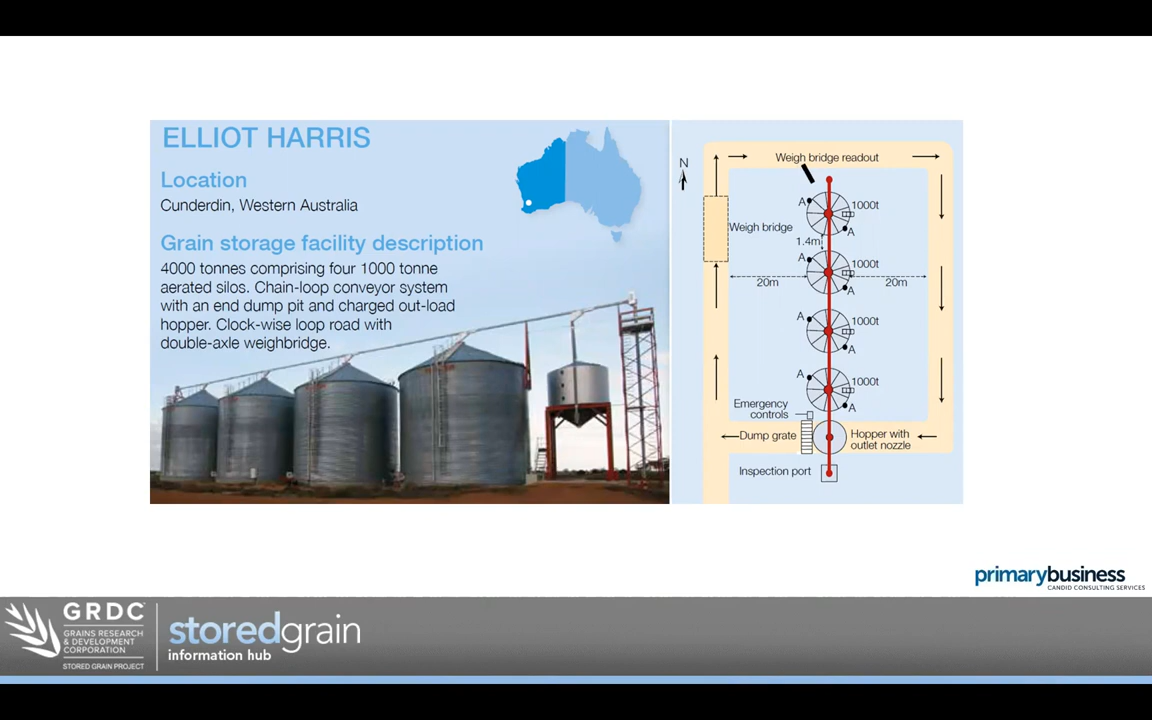 ELLIOT HARRIS
Location
Cunderdin, Western Australia
Grain storage facility description
4000 tonnes comprising four 1000 tonne
aerated silos. Chain-loop conveyor system
with an end dump pit and charged out-load
hopper. Clock-wise loop road with
double-axle weighbridge.
N
Weigh bridge readout
A
1000t
Weigh bridge
A
1.4m
A
1000t
20m
20m
A
A
1000t
A
A
1000t
Emergency
controls
A
Dump grate
Hopper with
outlet nozzle
Inspection port
primarybusiness
CANDID CONSULTING SERVICES
GRDC
GRAINS RESEARCH
& DEVELOPMENT
CORPORATION
STORED GRAIN PROJECT
storedgrain
information hub